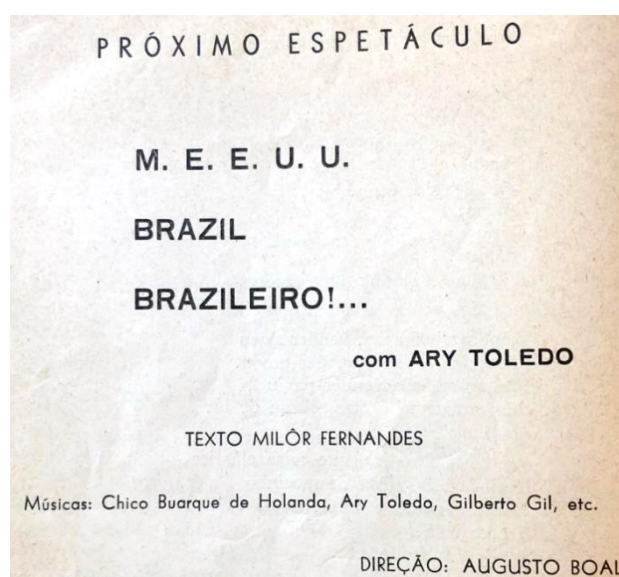 PRÓXIMO ESPETÁCULO
M. E. E. U. U.
BRAZIL
BRAZILEIRO!...
com ARY TOLEDO
TEXTO MILÔR FERNANDES
Músicas: Chico Buarque de Holanda, Ary Toledo, Gilberto Gil, etc.
DIREÇÃO: AUGUSTO BOAL